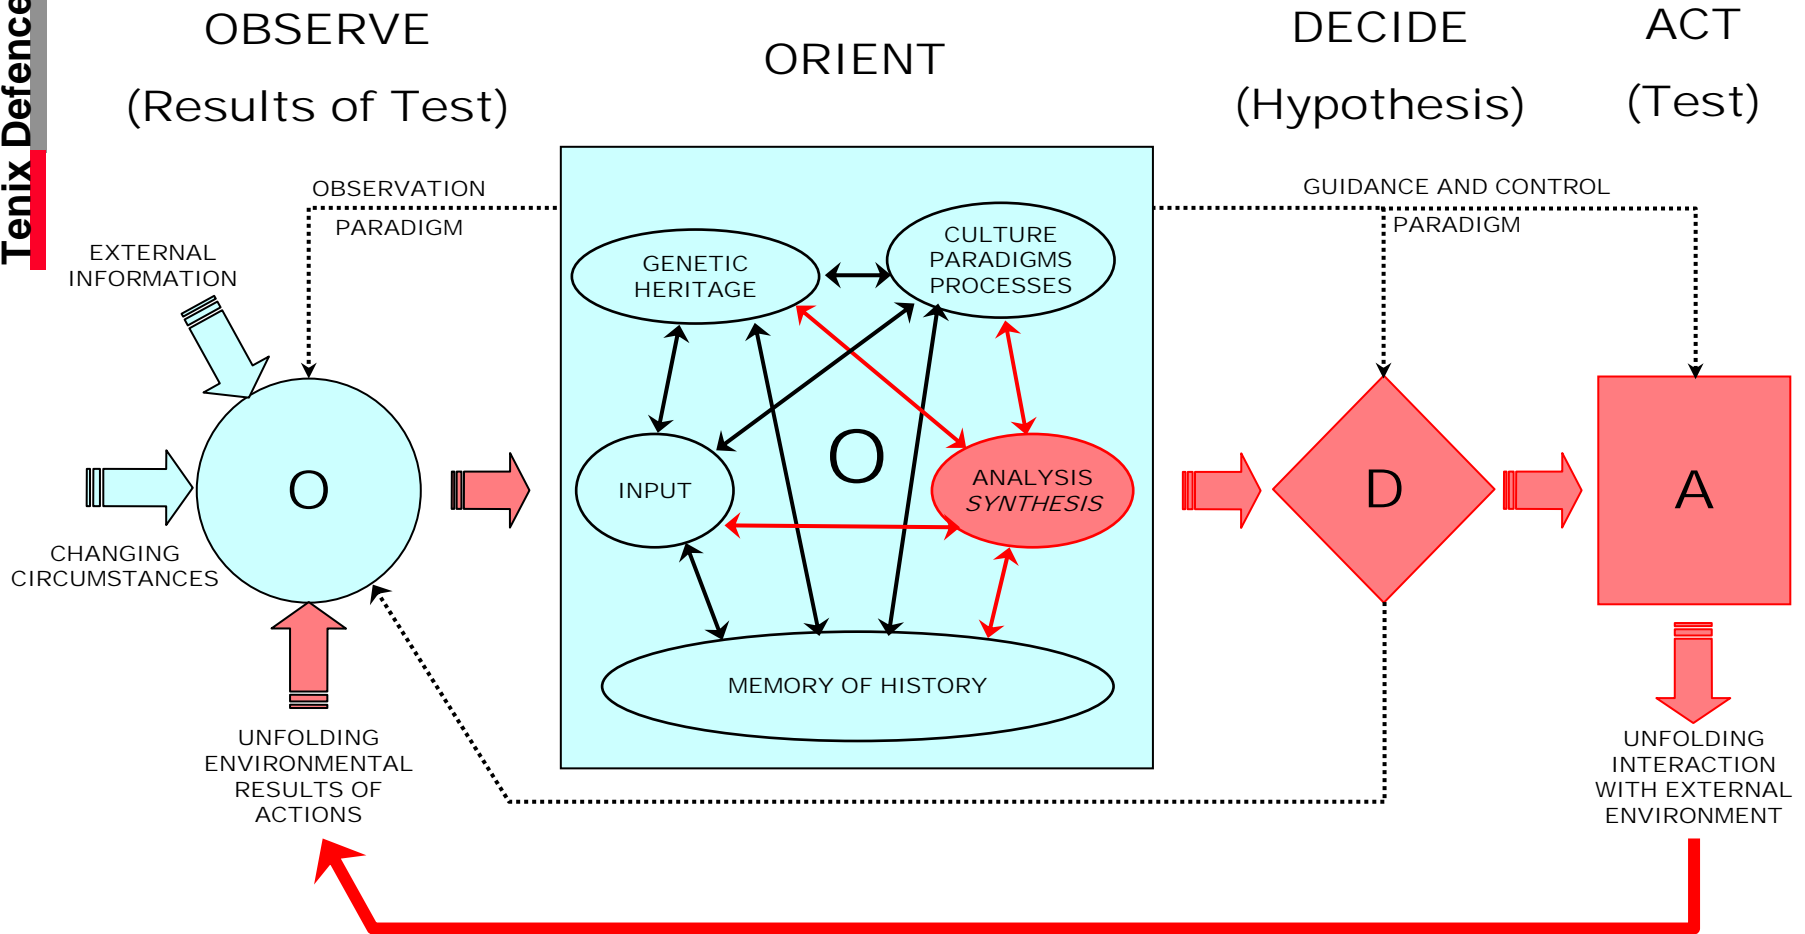 Tenix Defence
OBSERVE
(Results of Test)
ORIENT
DECIDE
(Hypothesis)
ACT
(Test)
OBSERVATION
PARADIGM
GUIDANCE AND CONTROL
PARADIGM
EXTERNAL
INFORMATION
GENETIC
HERITAGE
CULTURE
PARADIGMS
PROCESSES
O
INPUT
O
ANALYSIS
SYNTHESIS
D
A
CHANGING
CIRCUMSTANCES
MEMORY OF HISTORY
UNFOLDING
ENVIRONMENTAL
RESULTS OF
ACTIONS
UNFOLDING
INTERACTION
WITH EXTERNAL
ENVIRONMENT